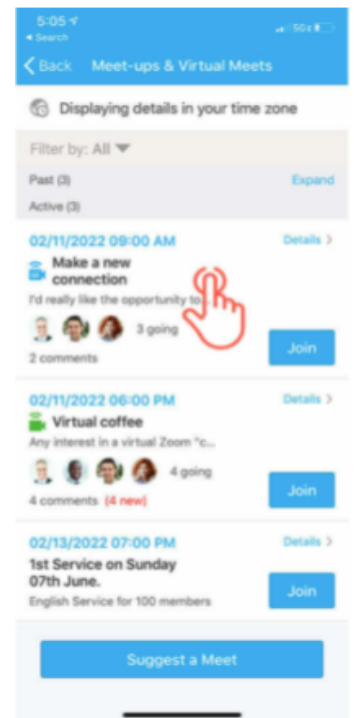 5:05
Search
Back Meet-ups & Virtual Meets
Displaying details in your time zone
Filter by: All
Past (3) Expand
Active (3)
02/11/2022 09:00 AM Details
Make a new
connection
I'd really like the opportunity to...
3 going
2 comments
Join
02/11/2022 06:00 PM Details
Virtual coffee
Any interest in a virtual Zoom "c...
4 going
4 comments (4 new)
Join
02/13/2022 07:00 PM Details
1st Service on Sunday
07th June.
English Service for 100 members
Join
Suggest a Meet